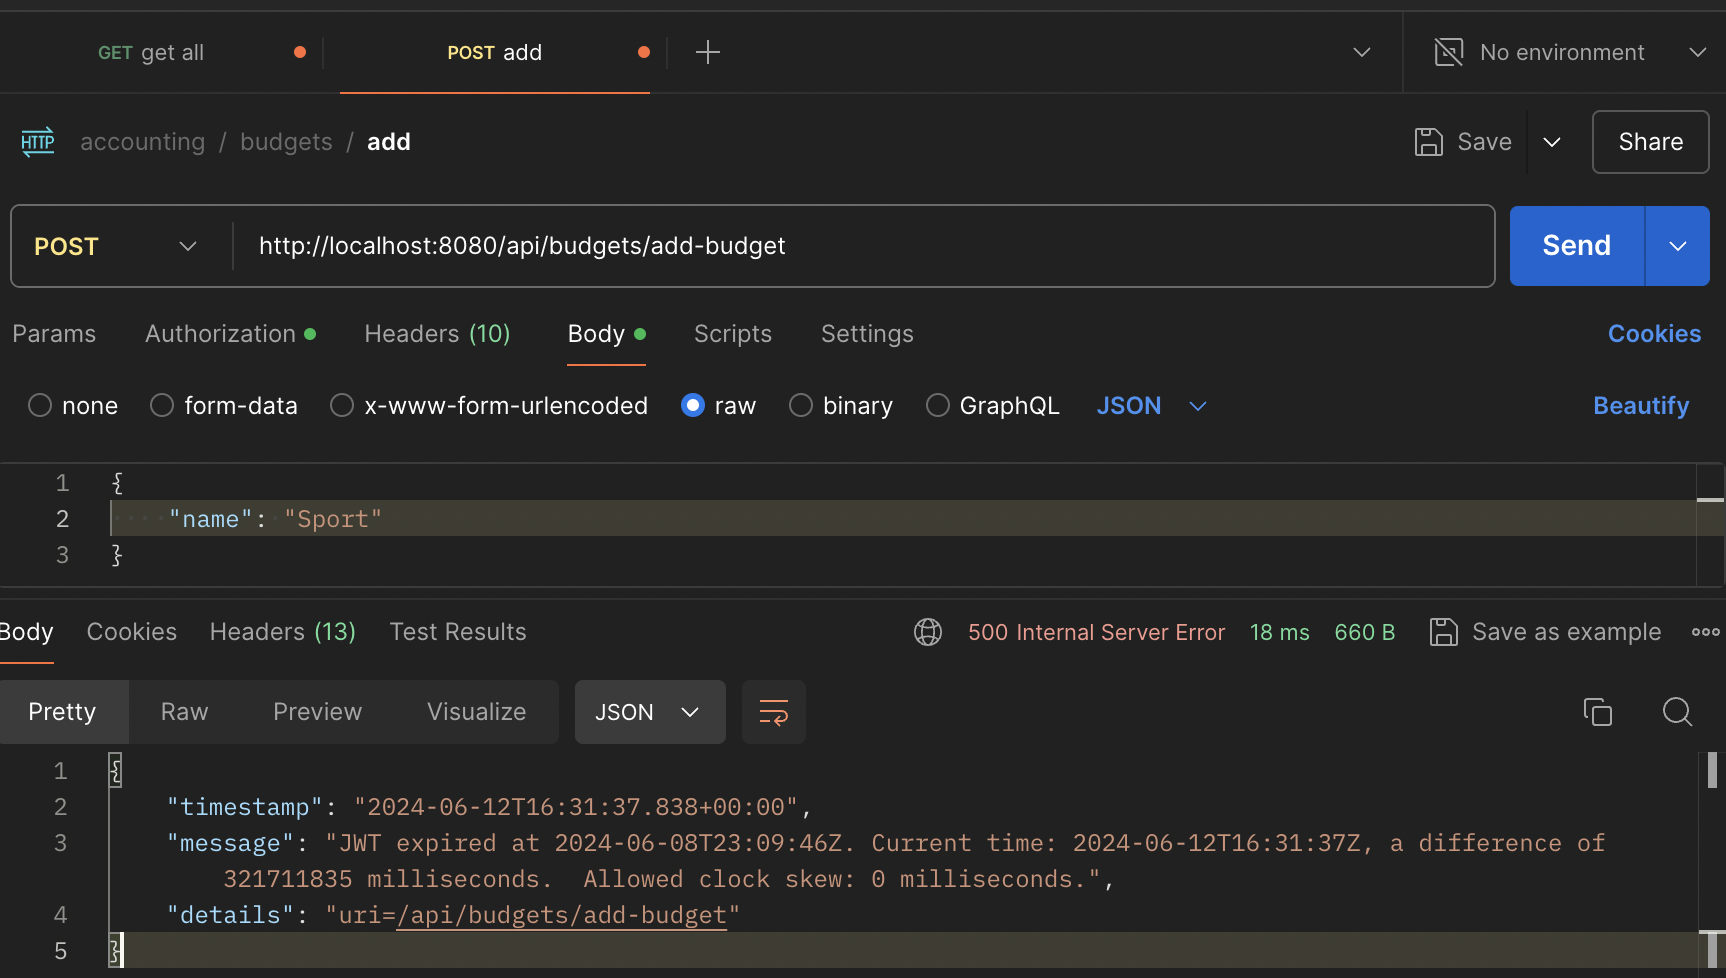 GET get all
POST add
No environment
HTTP accounting / budgets / add
Save
Share
POST
http://localhost:8080/api/budgets/add-budget
Send
Params Authorization Headers (10) Body Scripts Settings Cookies
none form-data x-www-form-urlencoded raw binary GraphQL JSON Beautify
1 {
2 "name": "Sport"
3 }
Body Cookies Headers (13) Test Results 500 Internal Server Error 18 ms 660 B Save as example
Pretty Raw Preview Visualize JSON
1 {
2 "timestamp": "2024-06-12T16:31:37.838+00:00",
3 "message": "JWT expired at 2024-06-08T23:09:46Z. Current time: 2024-06-12T16:31:37Z, a difference of
321711835 milliseconds.  Allowed clock skew: 0 milliseconds.",
4 "details": "uri=/api/budgets/add-budget"
5 }